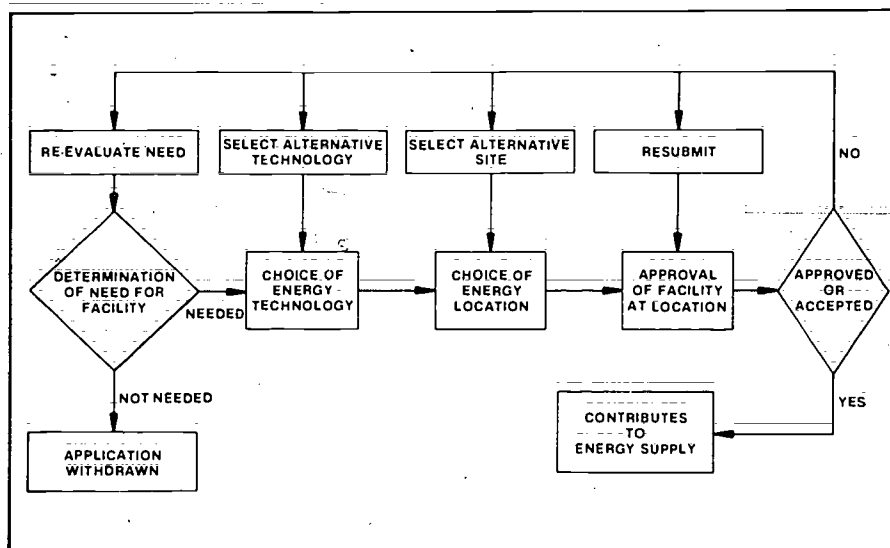 RE-EVALUATE NEED
SELECT ALTERNATIVE
TECHNOLOGY
SELECT ALTERNATIVE
SITE
RESUBMIT
NO
DETERMINATION
OF NEED FOR
FACILITY
NEEDED
CHOICE OF
ENERGY
TECHNOLOGY
CHOICE OF
ENERGY
LOCATION
APPROVAL
OF FACILITY
AT LOCATION
APPROVED
OR
ACCEPTED
NOT NEEDED
YES
APPLICATION
WITHDRAWN
CONTRIBUTES
TO
ENERGY SUPPLY